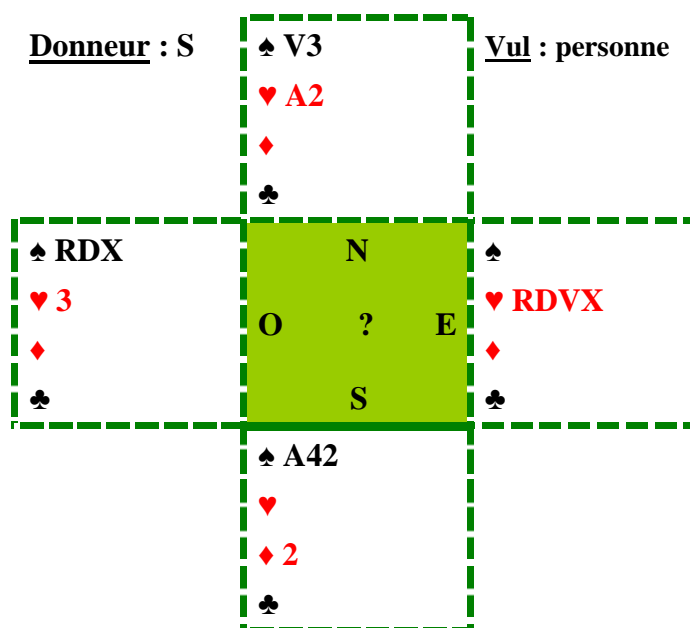 Donneur : S
♠ V3
Vul : personne
♥ A2
♦
♣
♠ RDX
♥ 3
♦
♣
N
O ? E
S
♠
♥ RDVX
♦
♣
♠ A42
♥
♦ 2
♣